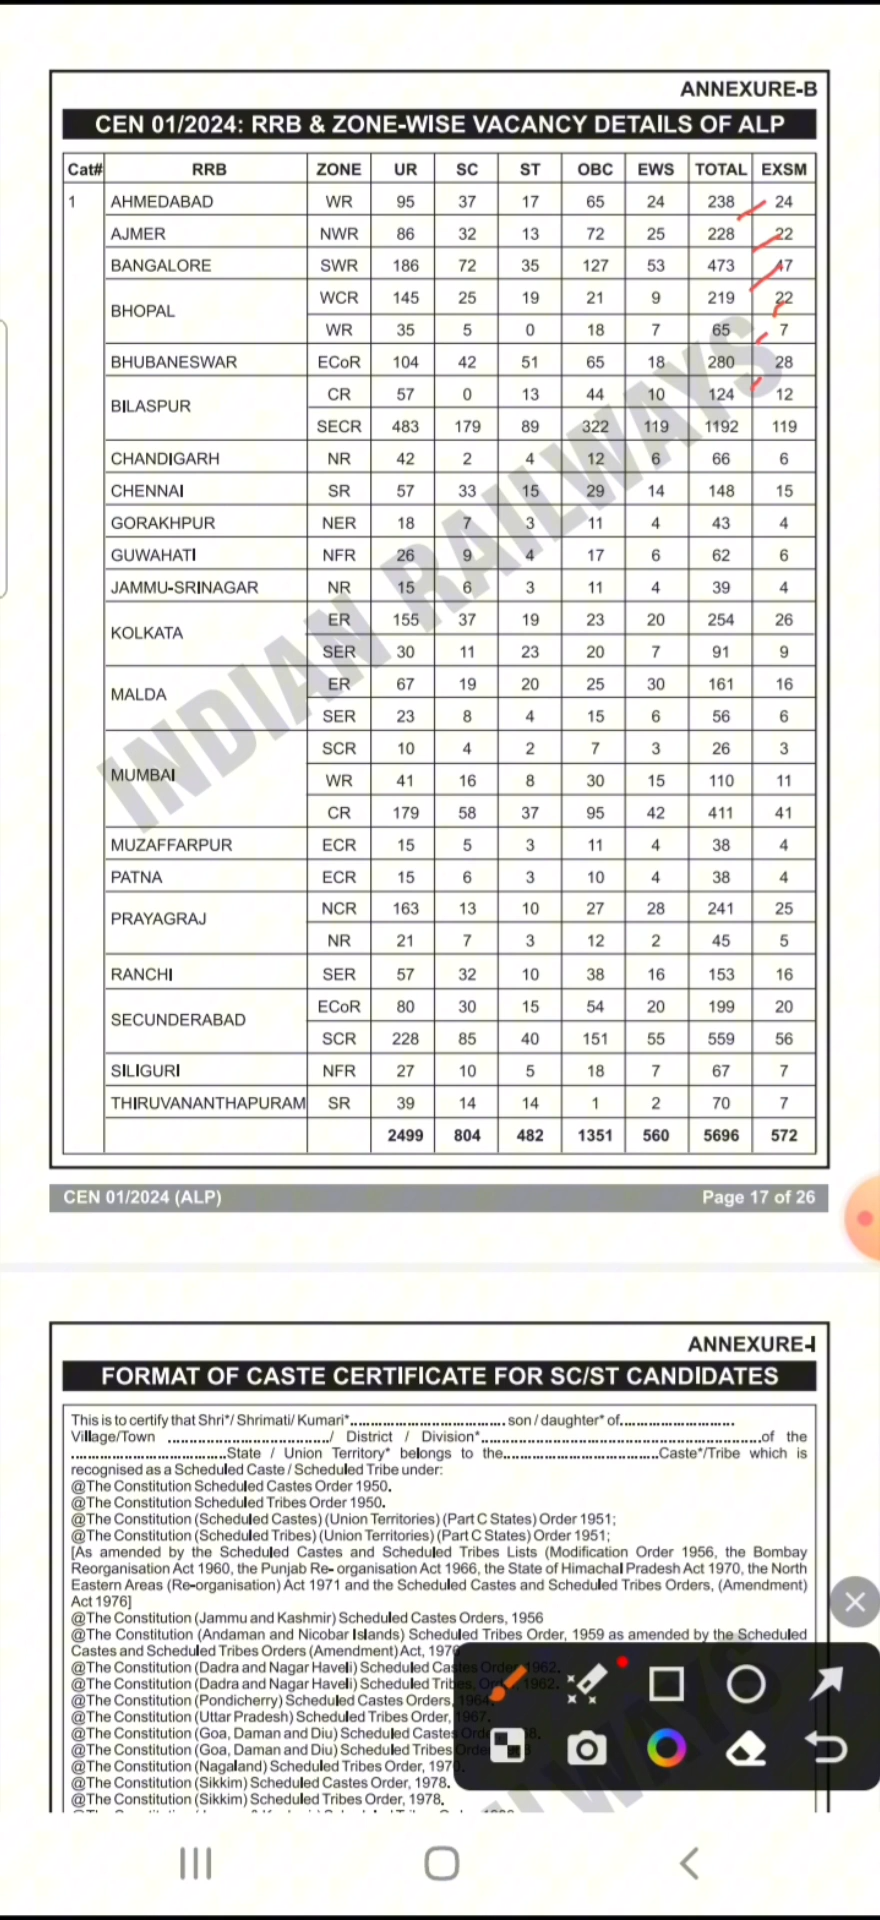 ANNEXURE-B
CEN 01/2024: RRB & ZONE-WISE VACANCY DETAILS OF ALP
Cat# RRB ZONE UR SC ST OBC EWS TOTAL EXSM
1 AHMEDABAD WR 95 37 17 65 24 238 24
AJMER NWR 86 32 13 72 25 228 22
BANGALORE SWR 186 72 35 127 53 473 47
BHOPAL WCR 145 25 19 21 9 219 22
WR 35 5 0 18 7 65 7
BHUBANESWAR ECoR 104 42 51 65 18 280 28
BILASPUR CR 57 0 13 44 10 124 12
SECR 483 179 89 322 119 1192 119
CHANDIGARH NR 42 2 4 12 6 66 6
CHENNAI SR 57 33 15 29 14 148 15
GORAKHPUR NER 18 7 3 11 4 43 4
GUWAHATI NFR 26 9 4 17 6 62 6
JAMMU-SRINAGAR NR 15 6 3 11 4 39 4
KOLKATA ER 155 37 19 23 20 254 26
SER 30 11 23 20 7 91 9
MALDA ER 67 19 20 25 30 161 16
SER 23 8 4 15 6 56 6
MUMBAI SCR 10 4 2 7 3 26 3
WR 41 16 8 30 15 110 11
CR 179 58 37 95 42 411 41
MUZAFFARPUR ECR 15 5 3 11 4 38 4
PATNA ECR 15 6 3 10 4 38 4
PRAYAGRAJ NCR 163 13 10 27 28 241 25
NR 21 7 3 12 2 45 5
RANCHI SER 57 32 10 38 16 153 16
SECUNDERABAD ECoR 80 30 15 54 20 199 20
SCR 228 85 40 151 55 559 56
SILIGURI NFR 27 10 5 18 7 67 7
THIRUVANANTHAPURAM SR 39 14 14 1 2 70 7
2499 804 482 1351 560 5696 572
INDIAN RAILWAYS
CEN 01/2024 (ALP) Page 17 of 26
ANNEXURE-I
FORMAT OF CASTE CERTIFICATE FOR SC/ST CANDIDATES
This is to certify that Shri*/ Shrimati/ Kumari*.................................. son / daughter* of.........................
Village/Town ................................../ District / Division*..........................................................of the
.................................State / Union Territory* belongs to the.................................Caste*/Tribe which is
recognised as a Scheduled Caste / Scheduled Tribe under:
@The Constitution Scheduled Castes Order 1950.
@The Constitution Scheduled Tribes Order 1950.
@The Constitution (Scheduled Castes) (Union Territories) (Part C States) Order 1951;
@The Constitution (Scheduled Tribes) (Union Territories) (Part C States) Order 1951;
[As amended by the Scheduled Castes and Scheduled Tribes Lists (Modification Order 1956, the Bombay
Reorganisation Act 1960, the Punjab Re- organisation Act 1966, the State of Himachal Pradesh Act 1970, the North
Eastern Areas (Re-organisation) Act 1971 and the Scheduled Castes and Scheduled Tribes Orders, (Amendment)
Act 1976]
@The Constitution (Jammu and Kashmir) Scheduled Castes Orders, 1956
@The Constitution (Andaman and Nicobar Islands) Scheduled Tribes Order, 1959 as amended by the Scheduled
Castes and Scheduled Tribes Orders (Amendment) Act, 1976
@The Constitution (Dadra and Nagar Haveli) Scheduled Castes Order 1962.
@The Constitution (Dadra and Nagar Haveli) Scheduled Tribes, Order, 1962.
@The Constitution (Pondicherry) Scheduled Castes Orders, 1964.
@The Constitution (Uttar Pradesh) Scheduled Tribes Order, 1967.
@The Constitution (Goa, Daman and Diu) Scheduled Castes
@The Constitution (Goa, Daman and Diu) Scheduled Tribes
@The Constitution (Nagaland) Scheduled Tribes Order, 1970.
@The Constitution (Sikkim) Scheduled Castes Order, 1978.
@The Constitution (Sikkim) Scheduled Tribes Order, 1978.